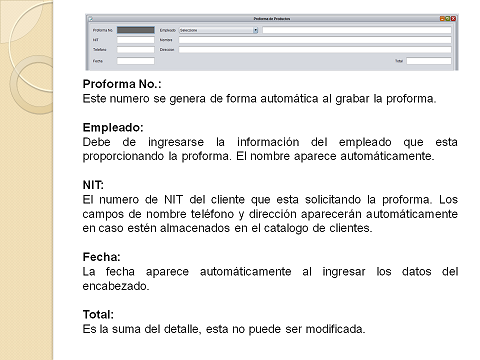 Proforma de Productos
Proforma No. Empleado Seleccione
NIT Nombre
Telefono Direccion
Fecha Total
Proforma No.:
Este numero se genera de forma automática al grabar la proforma.
Empleado:
Debe de ingresarse la información del empleado que esta
proporcionando la proforma. El nombre aparece automáticamente.
NIT:
El numero de NIT del cliente que esta solicitando la proforma. Los
campos de nombre teléfono y dirección aparecerán automáticamente
en caso estén almacenados en el catalogo de clientes.
Fecha:
La fecha aparece automáticamente al ingresar los datos del
encabezado.
Total:
Es la suma del detalle, esta no puede ser modificada.